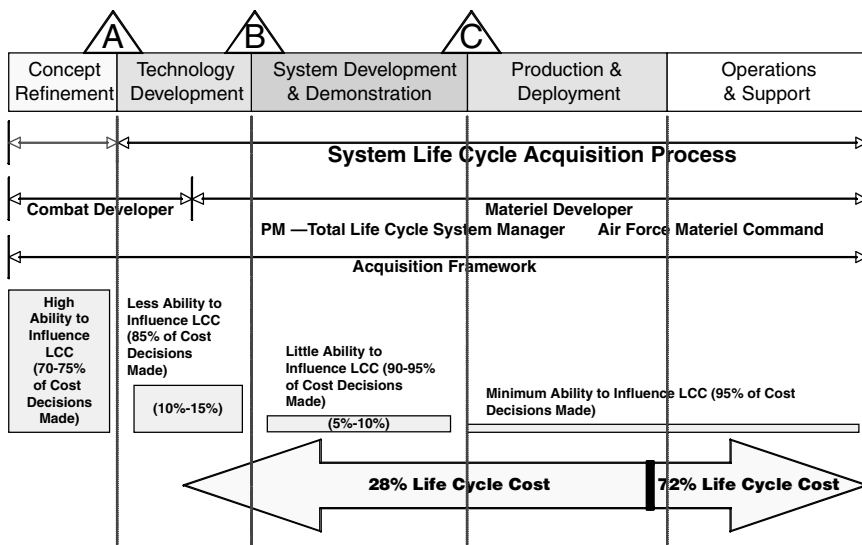 A
B
C
Concept
Refinement
Technology
Development
System Development
& Demonstration
Production &
Deployment
Operations
& Support
System Life Cycle Acquisition Process
Combat Developer
Materiel Developer
PM —Total Life Cycle System Manager
Air Force Materiel Command
Acquisition Framework
High
Ability to
Influence
LCC
(70-75%
of Cost
Decisions
Made)
Less Ability to
Influence LCC
(85% of Cost
Decisions
Made)
(10%-15%)
Little Ability to
Influence LCC (90-95%
of Cost Decisions
Made)
(5%-10%)
Minimum Ability to Influence LCC (95% of Cost
Decisions Made)
28% Life Cycle Cost
72% Life Cycle Cost